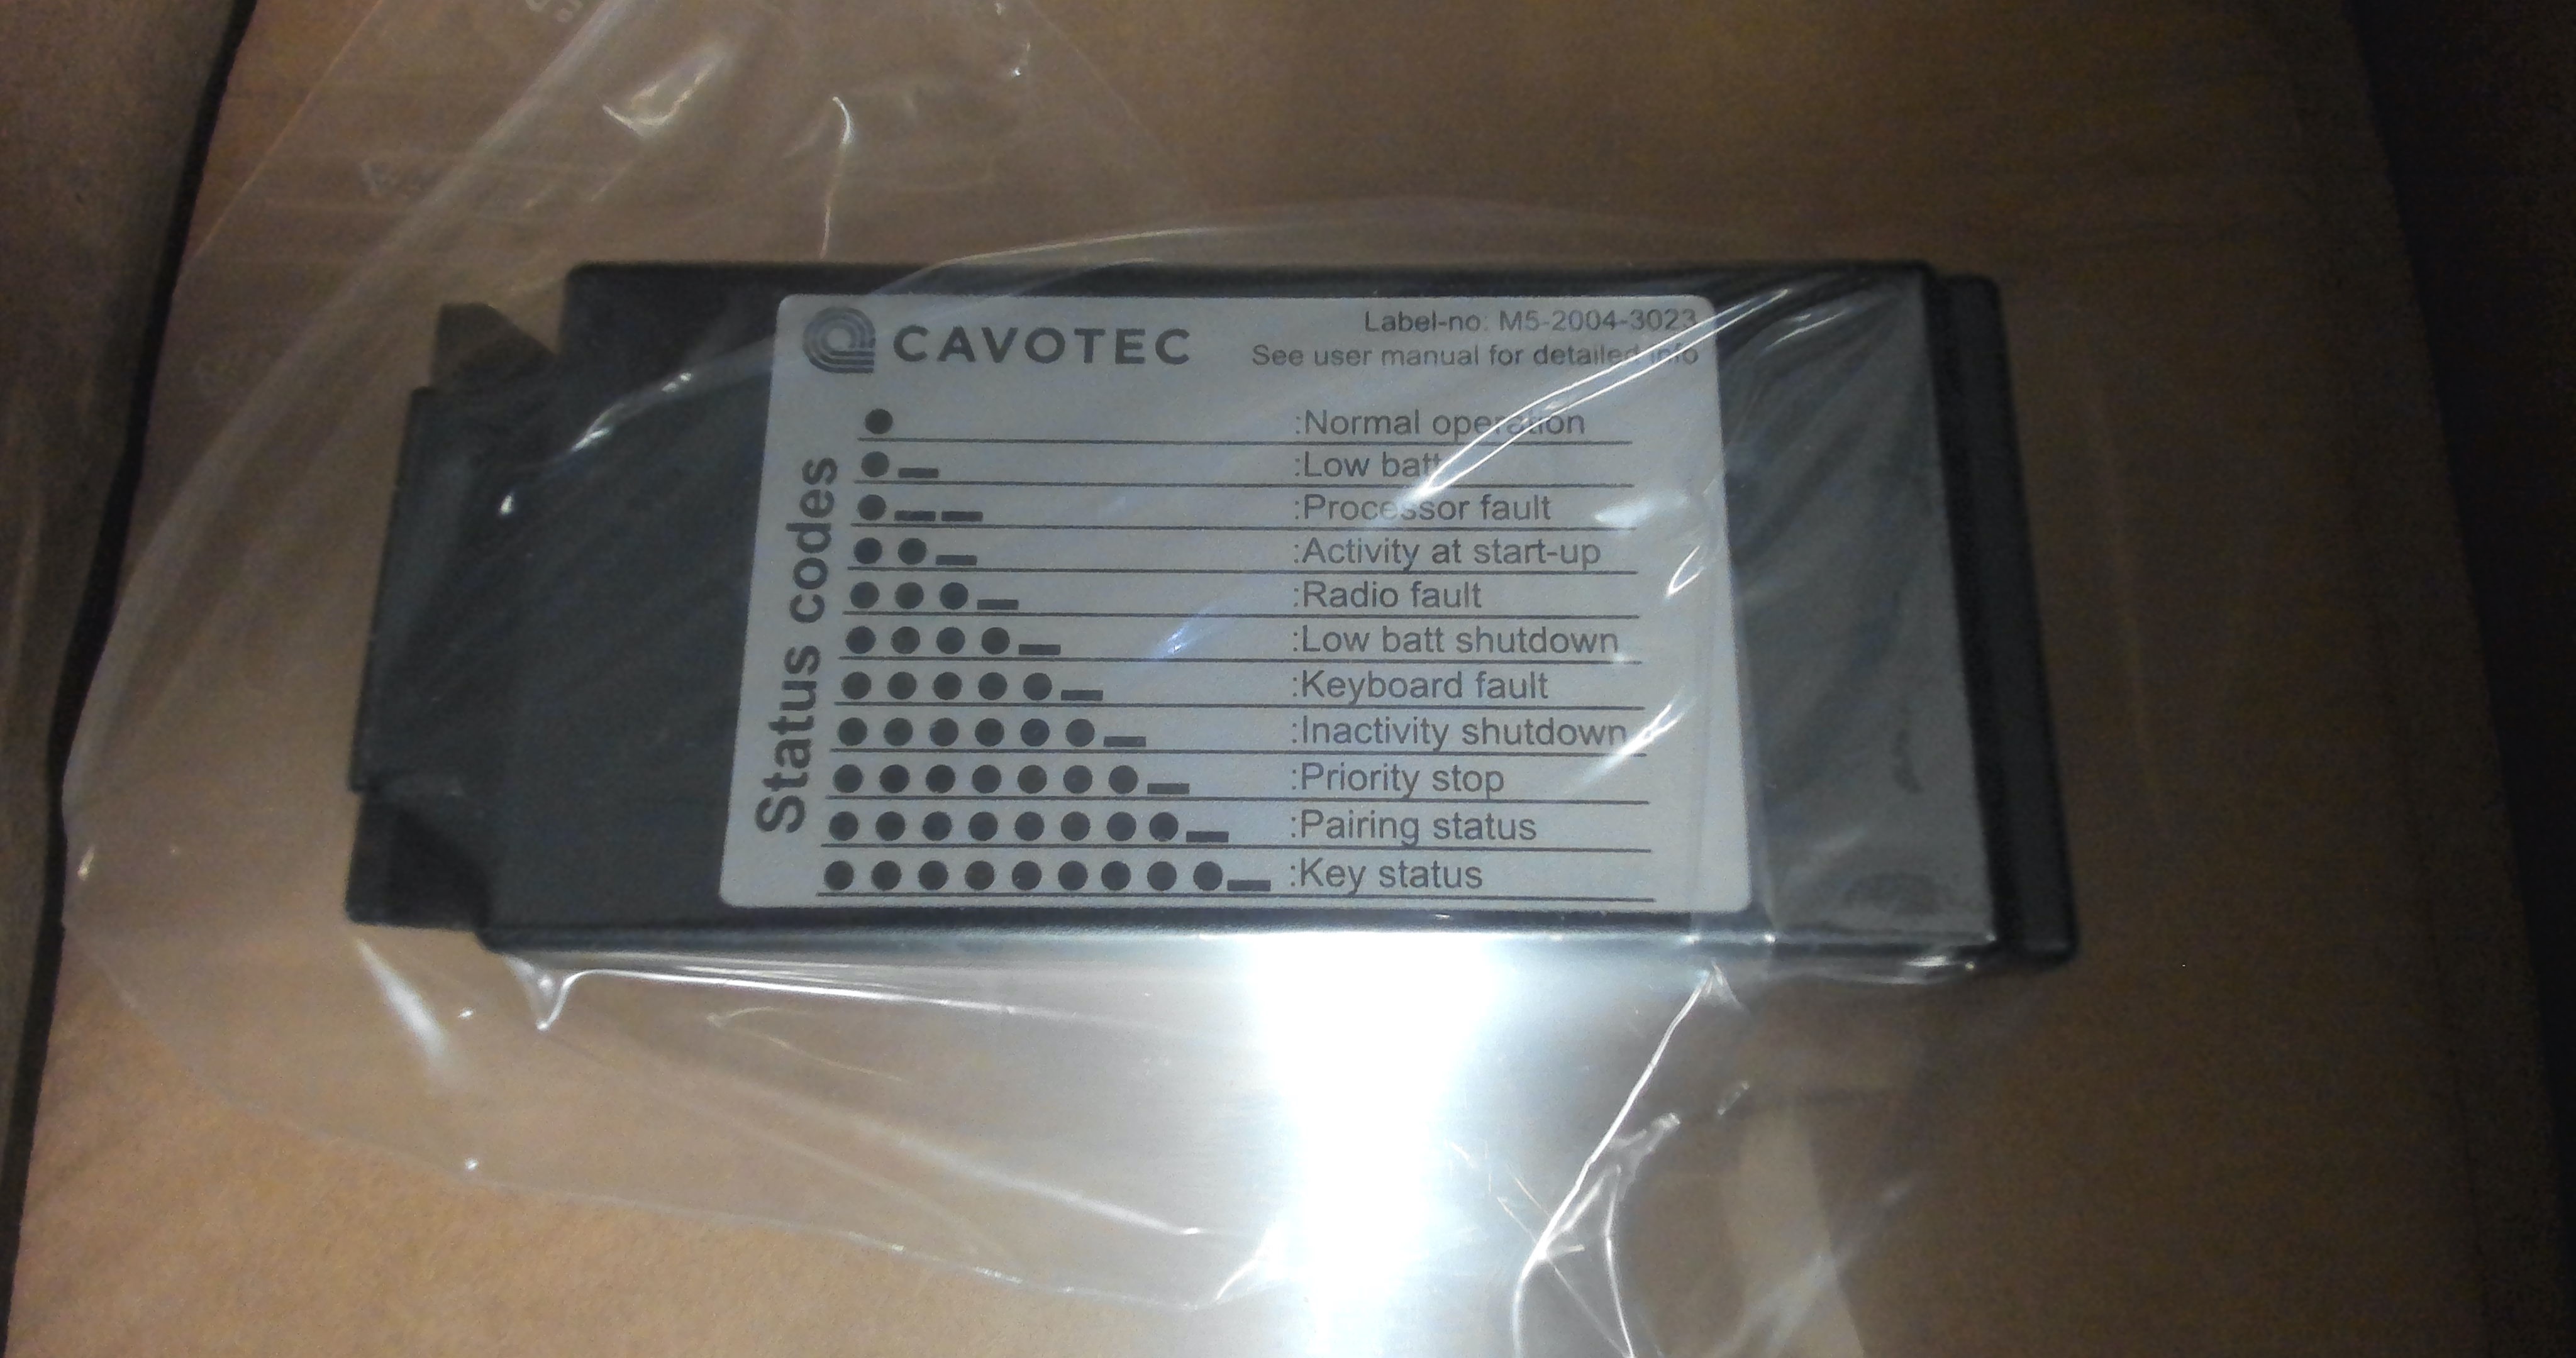 CAVOTEC
Label-no: M5-2004-3023
See user manual for detailed info
Status codes
● :Normal operation
●▬ :Low batt
●▬▬ :Processor fault
●●▬ :Activity at start-up
●●●▬ :Radio fault
●●●●▬ :Low batt shutdown
●●●●●▬ :Keyboard fault
●●●●●●▬ :Inactivity shutdown
●●●●●●●▬ :Priority stop
●●●●●●●●▬ :Pairing status
●●●●●●●●●▬ :Key status